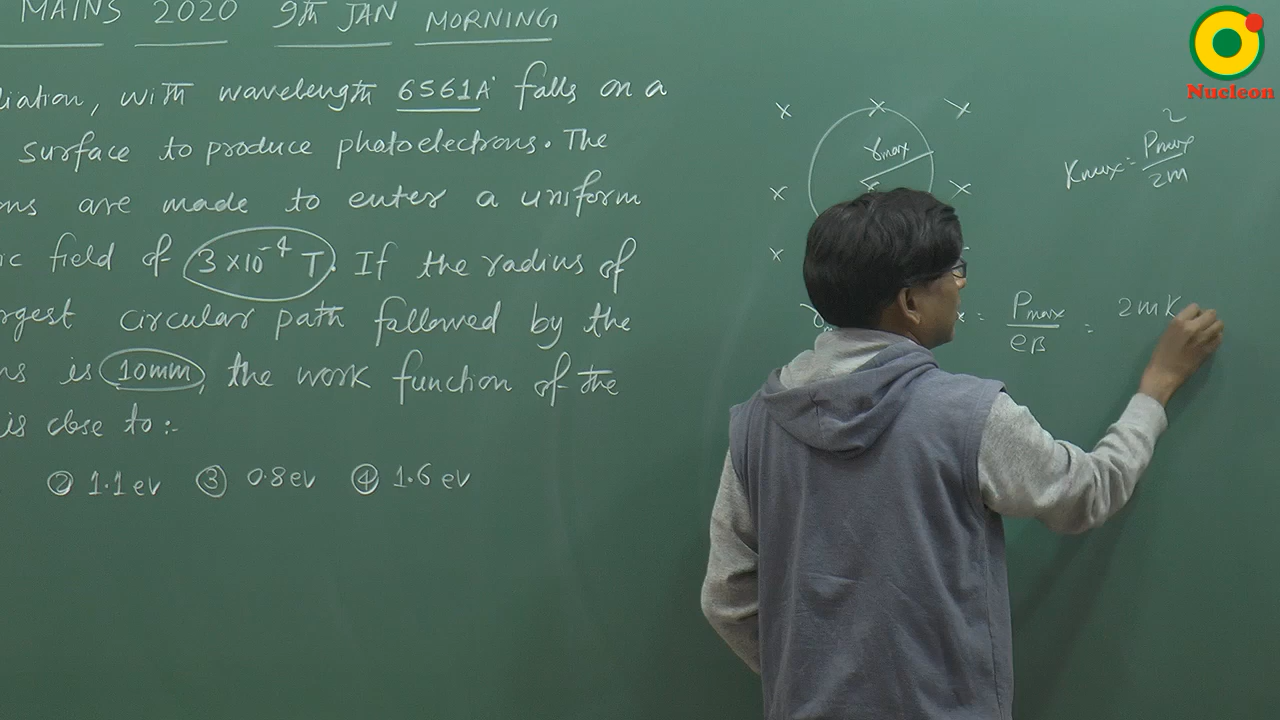 MAINS 2020 9th JAN MORNING
liation, with wavelength 6561A° falls on a
surface to produce photoelectrons. The
ons are made to enter a uniform
ic field of 3×10⁻⁴ T. If the radius of
rgest circular path followed by the
ns is 10mm, the work function of the
is close to:-
② 1.1 ev ③ 0.8 ev ④ 1.6 ev
x x x
rmax
x x x
x
= Pmax/eB = 2mK
Kmax = Pmax²/2m
Nucleon